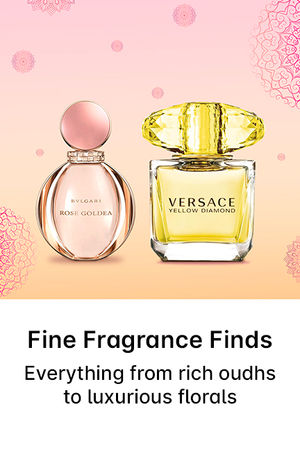 BVLGARI
ROSE GOLDEA
VERSACE
YELLOW DIAMOND
Fine Fragrance Finds
Everything from rich oudhs
to luxurious florals